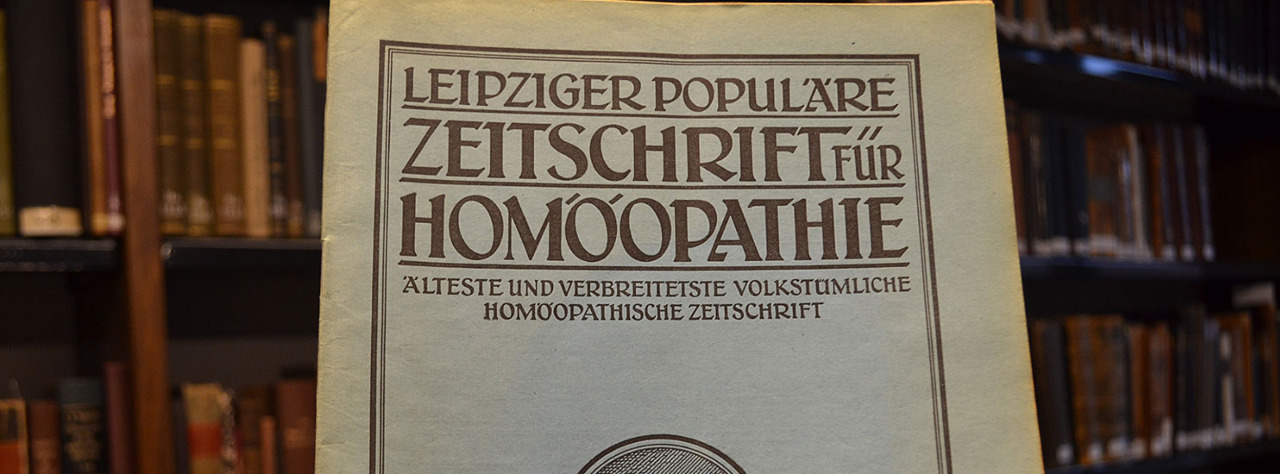 LEIPZIGER POPULÄRE
ZEITSCHRIFT FÜR
HOMÖOPATHIE
ÄLTESTE UND VERBREITETSTE VOLKSTÜMLICHE
HOMÖOPATHISCHE ZEITSCHRIFT